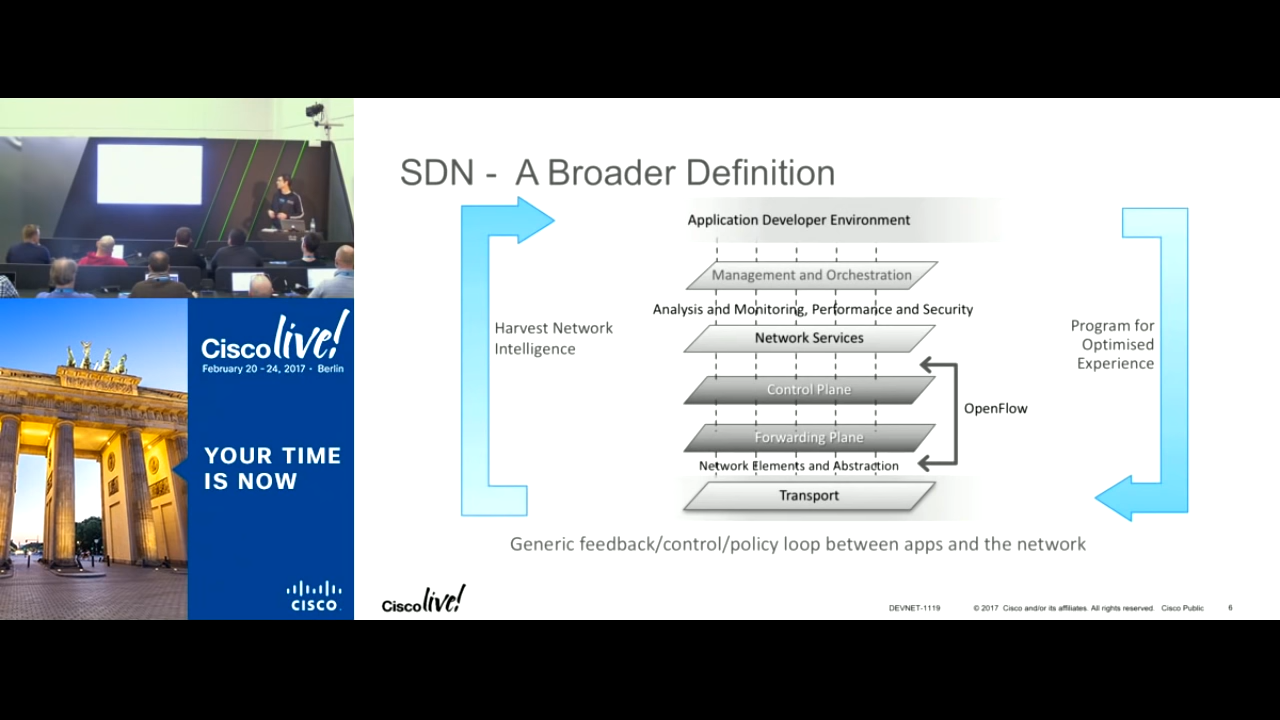 SDN - A Broader Definition
Application Developer Environment
Management and Orchestration
Analysis and Monitoring, Performance and Security
Network Services
Control Plane
Forwarding Plane
Network Elements and Abstraction
Transport
OpenFlow
Harvest Network
Intelligence
Program for
Optimised
Experience
Generic feedback/control/policy loop between apps and the network
Cisco live!
DEVNET-1119
© 2017 Cisco and/or its affiliates. All rights reserved. Cisco Public
6
Cisco live!
February 20 - 24, 2017 · Berlin
YOUR TIME
IS NOW
CISCO.